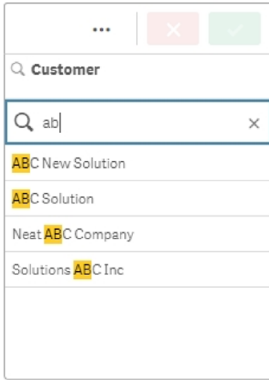 Customer
ab
ABC New Solution
ABC Solution
Neat ABC Company
Solutions ABC Inc